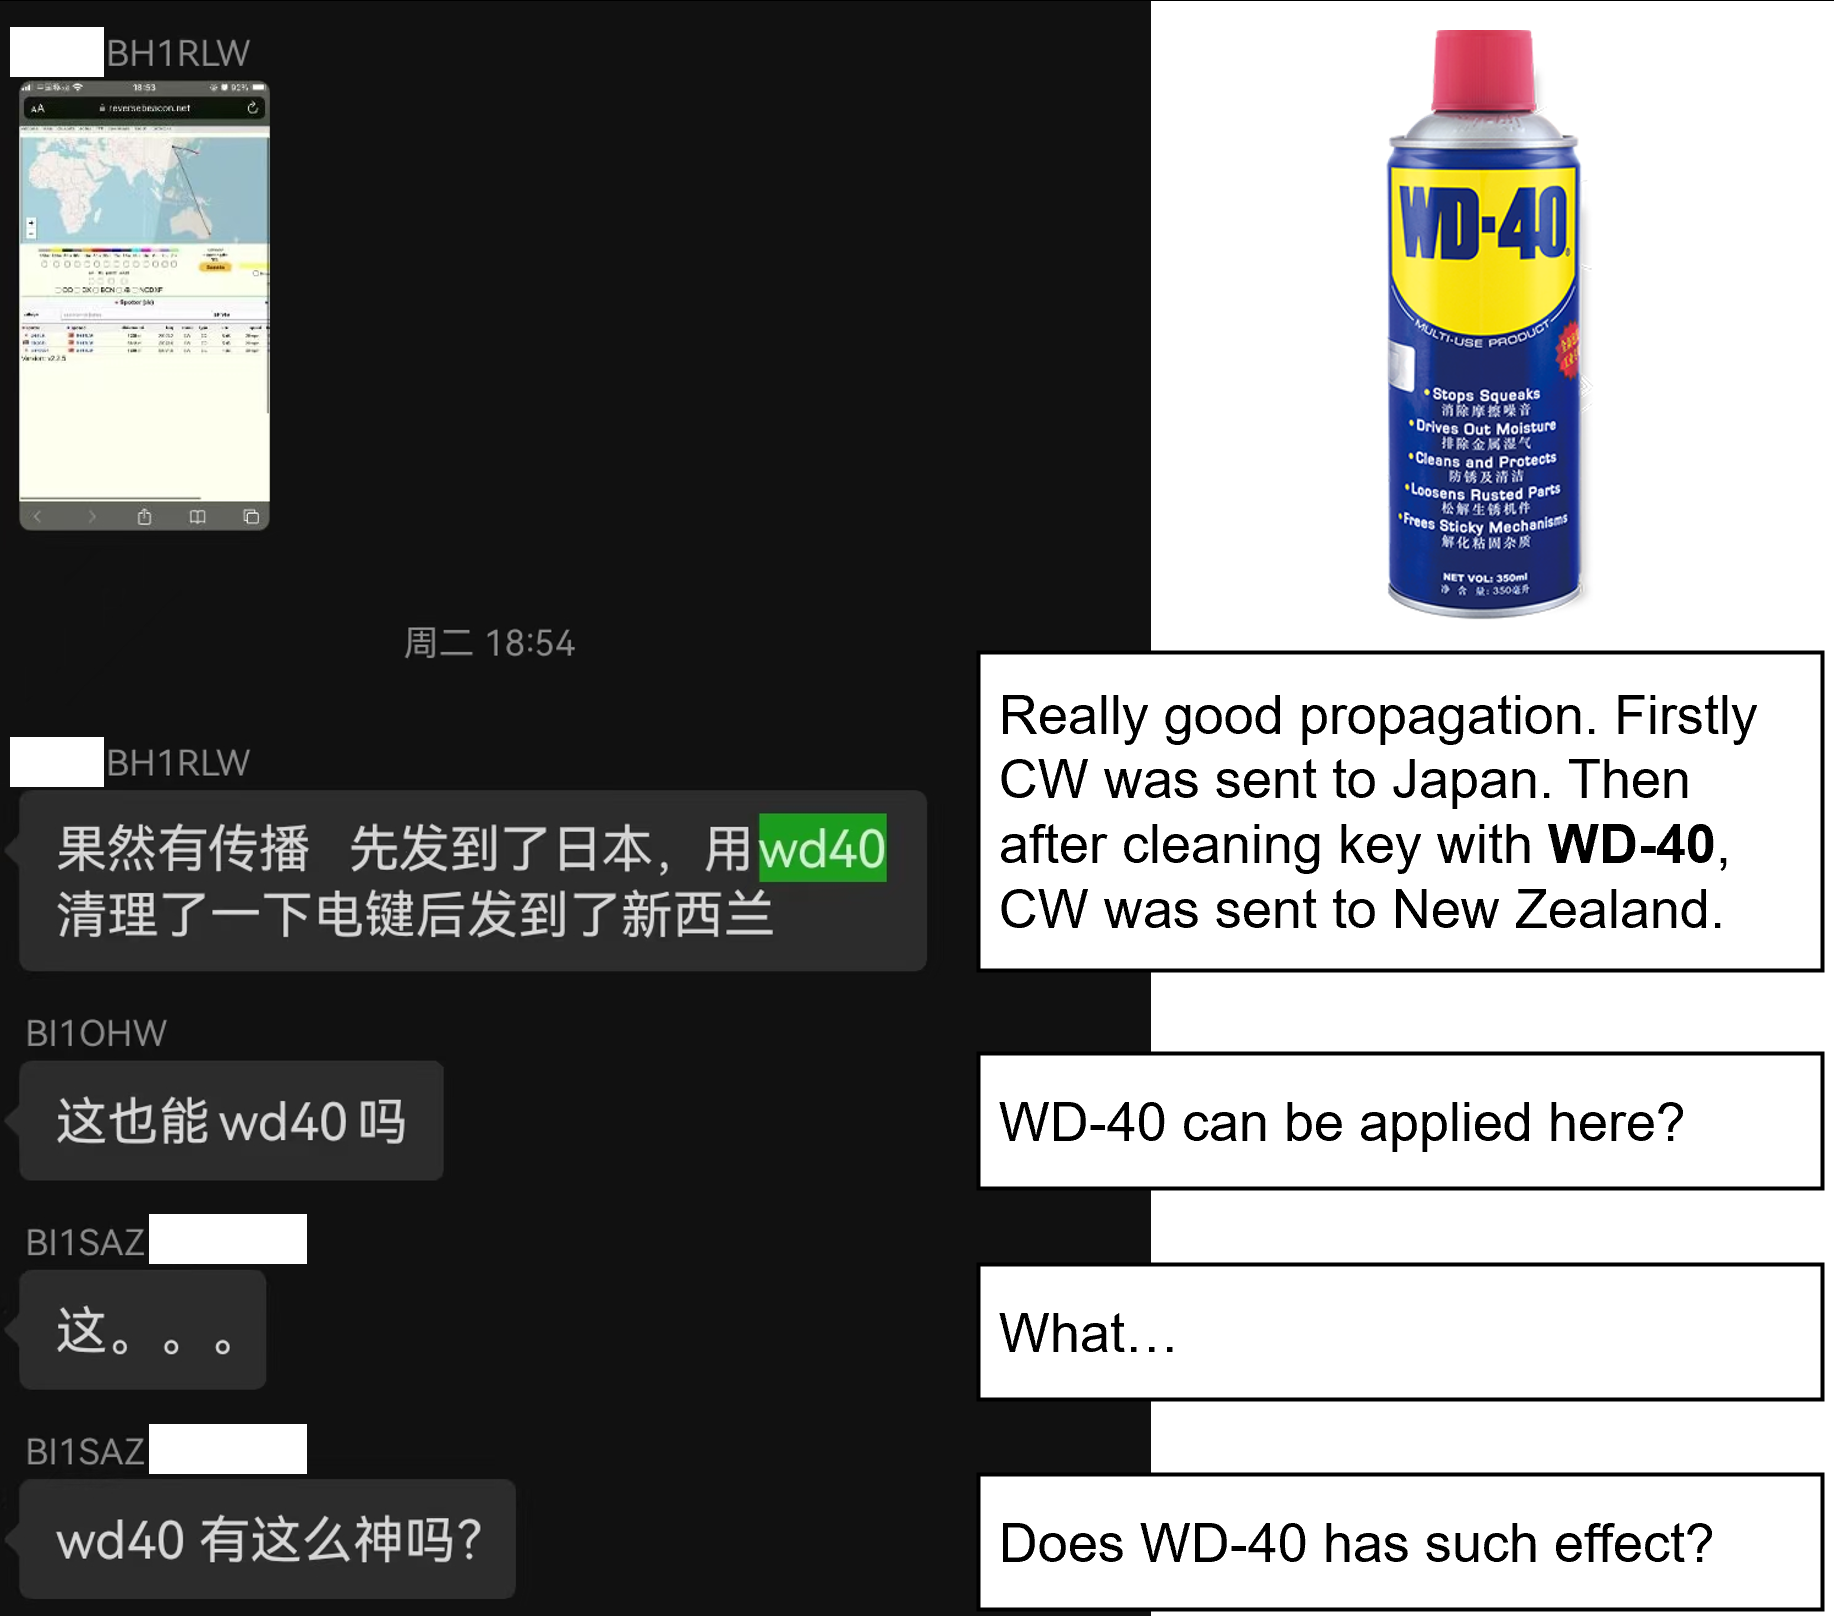 BH1RLW
18:53
92%
AA
reversebeacon.net
Version: v2.2.5
周二 18:54
BH1RLW
果然有传播 先发到了日本，用wd40
清理了一下电键后发到了新西兰
BI1OHW
这也能wd40吗
BI1SAZ
这。。。
BI1SAZ
wd40 有这么神吗？
WD-40
MULTI-USE PRODUCT
•Stops Squeaks
消除摩擦噪音
•Drives Out Moisture
排除金属湿气
•Cleans and Protects
防锈及清洁
•Loosens Rusted Parts
松解生锈机件
•Frees Sticky Mechanisms
解化粘固杂质
NET VOL: 350ml
净 含 量: 350毫升
Really good propagation. Firstly
CW was sent to Japan. Then
after cleaning key with WD-40,
CW was sent to New Zealand.
WD-40 can be applied here?
What...
Does WD-40 has such effect?